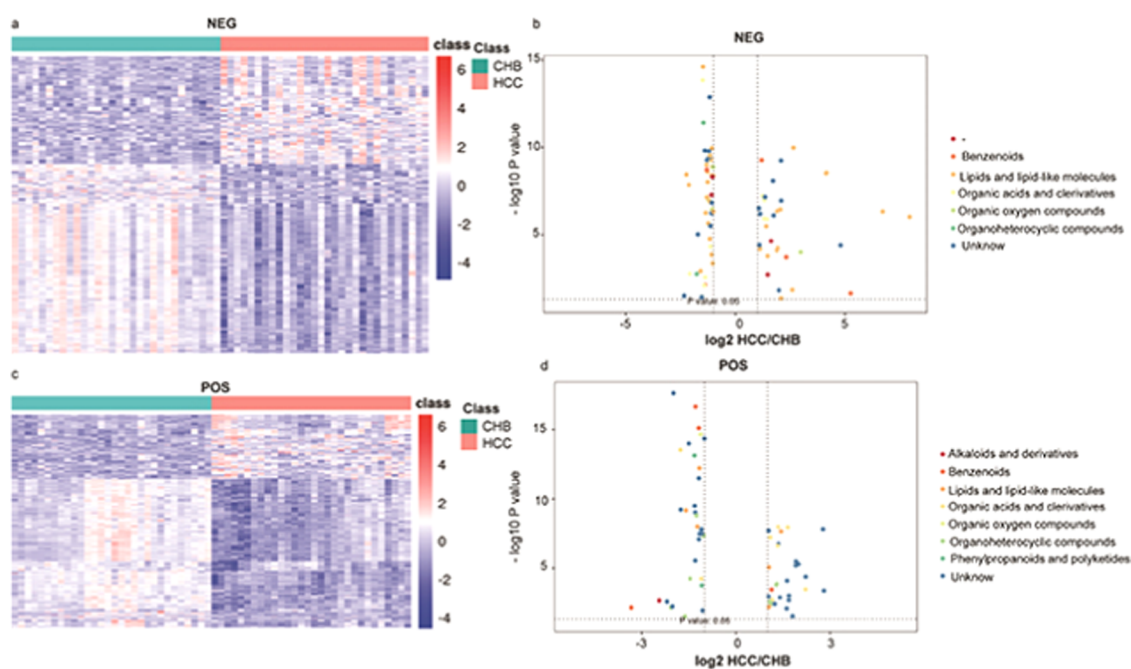 a
NEG
class
6
4
2
0
-2
-4
Class
CHB
HCC
b
NEG
15
10
5
- log10 P value
P value: 0.05
-5
0
5
log2 HCC/CHB
-
Benzenoids
Lipids and lipid-like molecules
Organic acids and clerivatives
Organic oxygen compounds
Organoheterocyclic compounds
Unknow
c
POS
class
6
4
2
0
-2
-4
Class
CHB
HCC
d
POS
15
10
5
- log10 P value
P value: 0.05
-3
0
3
log2 HCC/CHB
Alkaloids and derivatives
Benzenoids
Lipids and lipid-like molecules
Organic acids and clerivatives
Organic oxygen compounds
Organoheterocyclic compounds
Phenylpropanoids and polyketides
Unknow